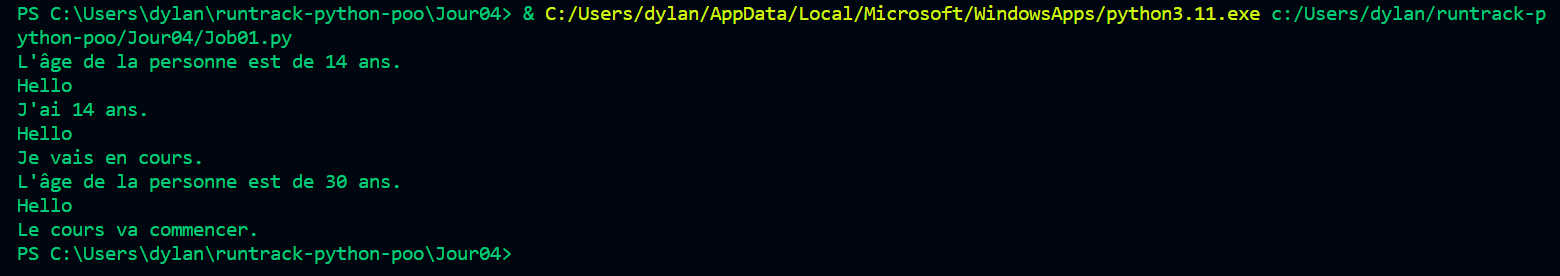 PS C:\Users\dylan\runtrack-python-poo\Jour04> & C:/Users/dylan/AppData/Local/Microsoft/WindowsApps/python3.11.exe c:/Users/dylan/runtrack-p
ython-poo/Jour04/Job01.py
L'âge de la personne est de 14 ans.
Hello
J'ai 14 ans.
Hello
Je vais en cours.
L'âge de la personne est de 30 ans.
Hello
Le cours va commencer.
PS C:\Users\dylan\runtrack-python-poo\Jour04>